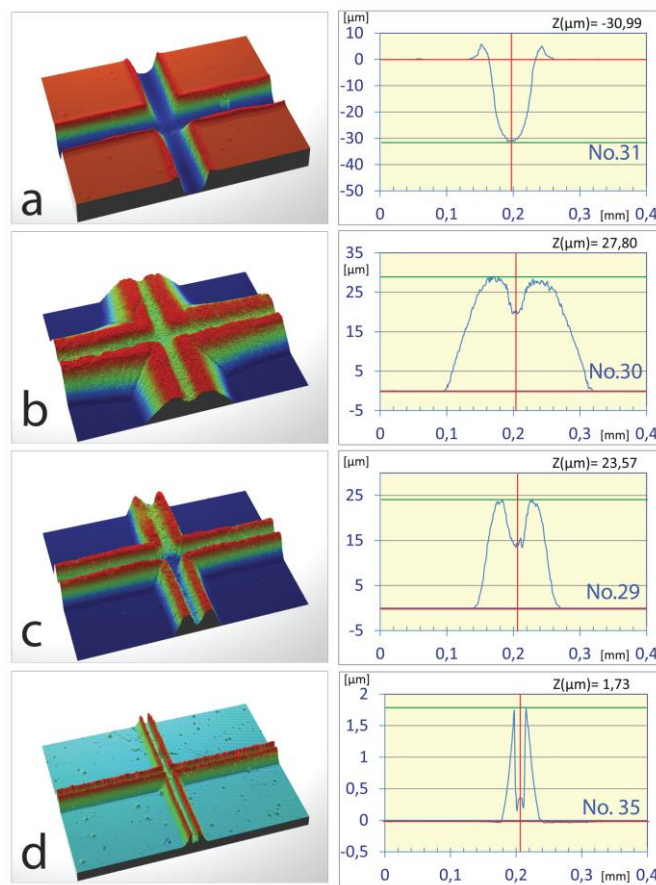 a
[µm]
Z(µm)= -30,99
10
0
-10
-20
-30
-40
-50
No.31
0 0,1 0,2 0,3 [mm] 0,4
b
[µm]
Z(µm)= 27,80
35
25
15
5
-5
No.30
0 0,1 0,2 0,3 [mm] 0,4
c
[µm]
Z(µm)= 23,57
25
15
5
-5
No.29
0 0,1 0,2 0,3 [mm] 0,4
d
[µm]
Z(µm)= 1,73
2
1,5
1
0,5
0
-0,5
No. 35
0 0,1 0,2 0,3 [mm] 0,4